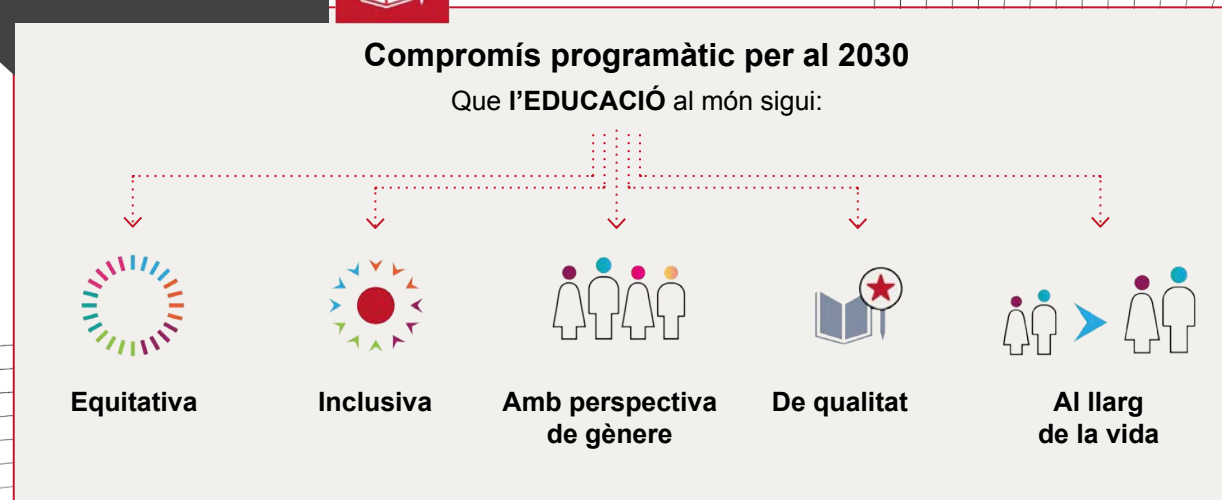 Compromís programàtic per al 2030
Que l’EDUCACIÓ al món sigui:
Equitativa
Inclusiva
Amb perspectiva
de gènere
De qualitat
Al llarg
de la vida